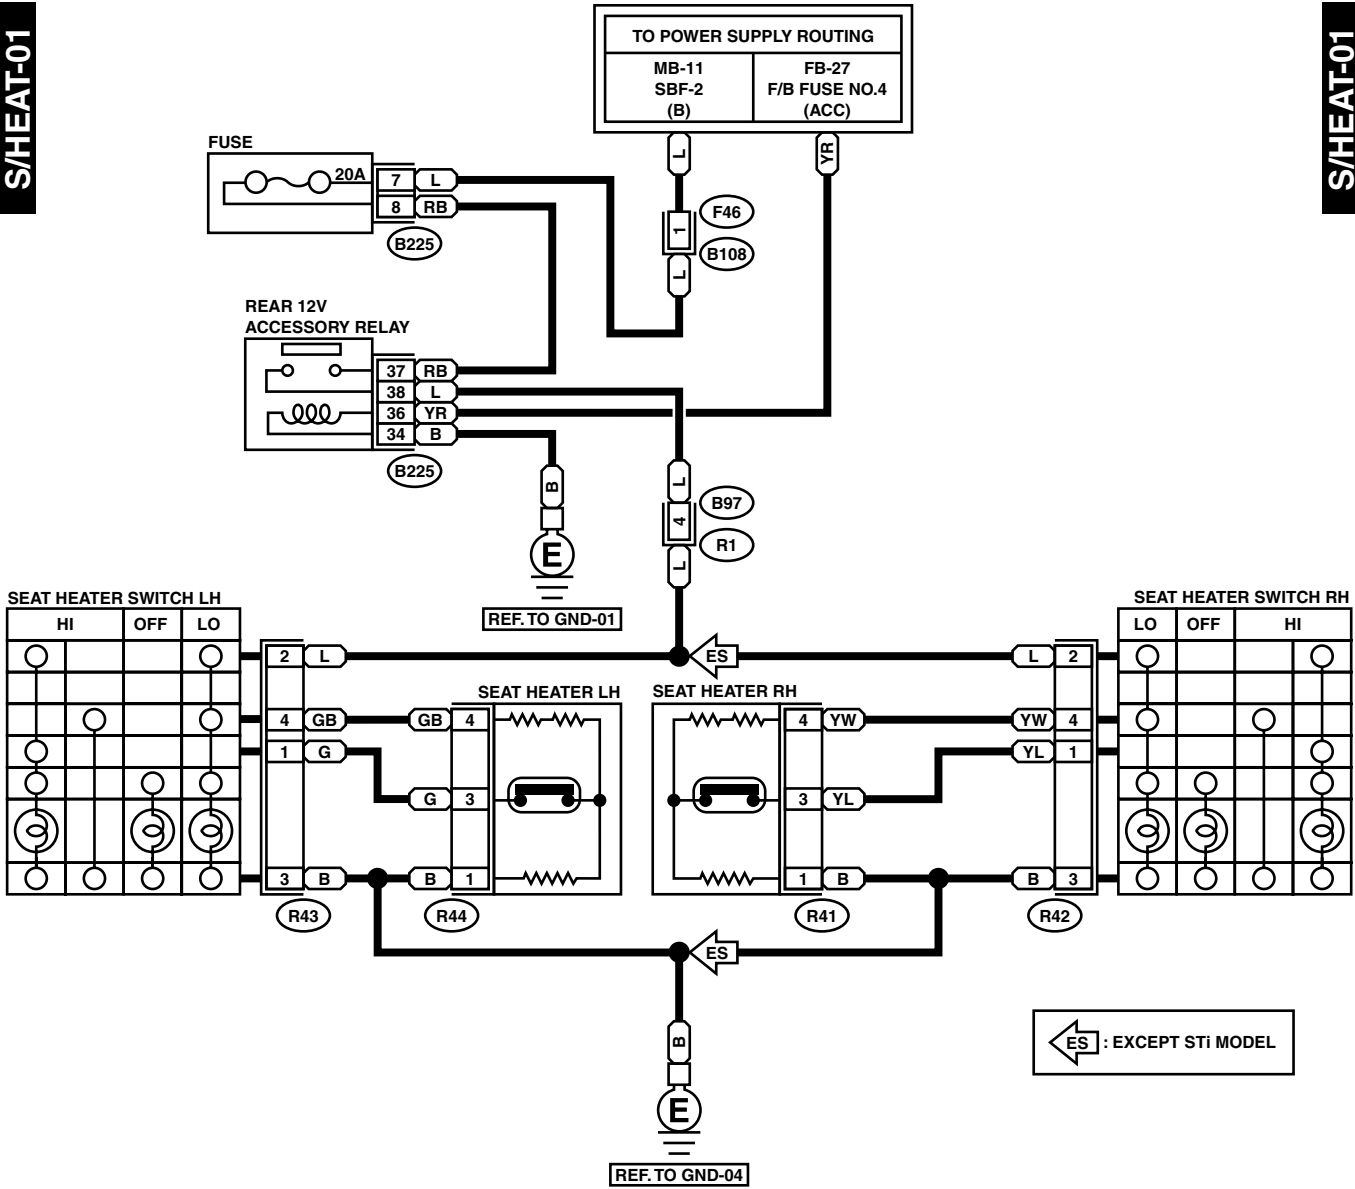 S/HEAT-01
S/HEAT-01
TO POWER SUPPLY ROUTING
MB-11 FB-27
SBF-2 F/B FUSE NO.4
(B) (ACC)
L YR
FUSE
20A 7 L
8 RB
B225
F46
1
B108
L
REAR 12V
ACCESSORY RELAY
37 RB
38 L
36 YR
34 B
B225
B
E
REF. TO GND-01
L
B97
4
R1
L
SEAT HEATER SWITCH LH
HI OFF LO
SEAT HEATER SWITCH RH
LO OFF HI
2 L ES L 2
SEAT HEATER LH SEAT HEATER RH
4 GB GB 4 4 YW YW 4
1 G YL 1
G 3 3 YL
3 B B 1 1 B B 3
R43 R44 R41 R42
ES
B
E
REF. TO GND-04
ES : EXCEPT STi MODEL